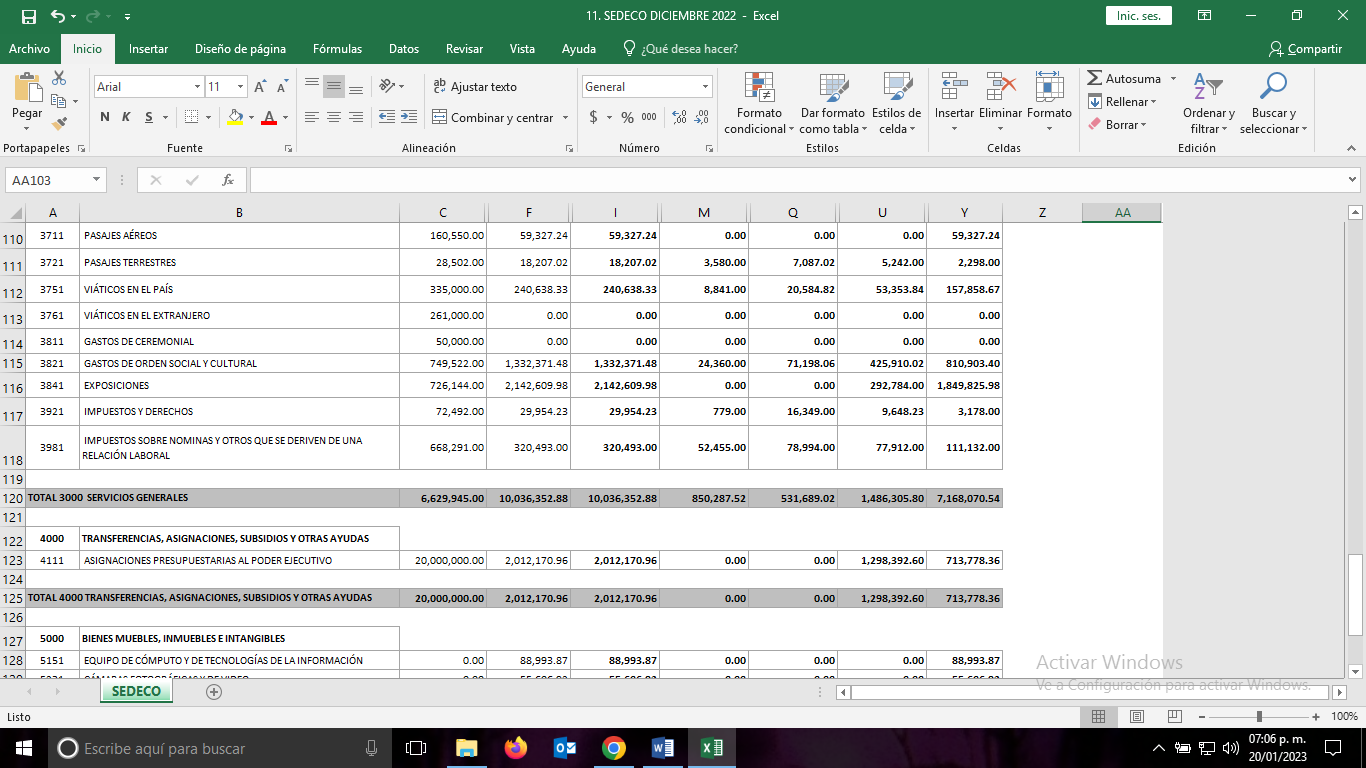 11. SEDECO DICIEMBRE 2022 - Excel
Inic. ses.
Archivo Inicio Insertar Diseño de página Fórmulas Datos Revisar Vista Ayuda ¿Qué desea hacer? Compartir
Pegar
Arial 11
N K S
Ajustar texto
Combinar y centrar
General
$ % 000
Formato condicional
Dar formato como tabla
Estilos de celda
Insertar Eliminar Formato
Autosuma
Rellenar
Borrar
Ordenar y filtrar
Buscar y seleccionar
Portapapeles Fuente Alineación Número Estilos Celdas Edición
AA103 fx
A B C F I M Q U Y Z AA
110 3711 PASAJES AÉREOS 160,550.00 59,327.24 59,327.24 0.00 0.00 0.00 59,327.24
111 3721 PASAJES TERRESTRES 28,502.00 18,207.02 18,207.02 3,580.00 7,087.02 5,242.00 2,298.00
112 3751 VIÁTICOS EN EL PAÍS 335,000.00 240,638.33 240,638.33 8,841.00 20,584.82 53,353.84 157,858.67
113 3761 VIÁTICOS EN EL EXTRANJERO 261,000.00 0.00 0.00 0.00 0.00 0.00 0.00
114 3811 GASTOS DE CEREMONIAL 50,000.00 0.00 0.00 0.00 0.00 0.00 0.00
115 3821 GASTOS DE ORDEN SOCIAL Y CULTURAL 749,522.00 1,332,371.48 1,332,371.48 24,360.00 71,198.06 425,910.02 810,903.40
116 3841 EXPOSICIONES 726,144.00 2,142,609.98 2,142,609.98 0.00 0.00 292,784.00 1,849,825.98
117 3921 IMPUESTOS Y DERECHOS 72,492.00 29,954.23 29,954.23 779.00 16,349.00 9,648.23 3,178.00
118 3981 IMPUESTOS SOBRE NOMINAS Y OTROS QUE SE DERIVEN DE UNA
RELACIÓN LABORAL 668,291.00 320,493.00 320,493.00 52,455.00 78,994.00 77,912.00 111,132.00
119
120 TOTAL 3000 SERVICIOS GENERALES 6,629,945.00 10,036,352.88 10,036,352.88 850,287.52 531,689.02 1,486,305.80 7,168,070.54
121
122 4000 TRANSFERENCIAS, ASIGNACIONES, SUBSIDIOS Y OTRAS AYUDAS
123 4111 ASIGNACIONES PRESUPUESTARIAS AL PODER EJECUTIVO 20,000,000.00 2,012,170.96 2,012,170.96 0.00 0.00 1,298,392.60 713,778.36
124
125 TOTAL 4000 TRANSFERENCIAS, ASIGNACIONES, SUBSIDIOS Y OTRAS AYUDAS 20,000,000.00 2,012,170.96 2,012,170.96 0.00 0.00 1,298,392.60 713,778.36
126
127 5000 BIENES MUEBLES, INMUEBLES E INTANGIBLES
128 5151 EQUIPO DE CÓMPUTO Y DE TECNOLOGÍAS DE LA INFORMACIÓN 0.00 88,993.87 88,993.87 0.00 0.00 0.00 88,993.87
Activar Windows
Ve a Configuración para activar Windows.
SEDECO
Listo 100%
Escribe aquí para buscar
07:06 p. m.
20/01/2023